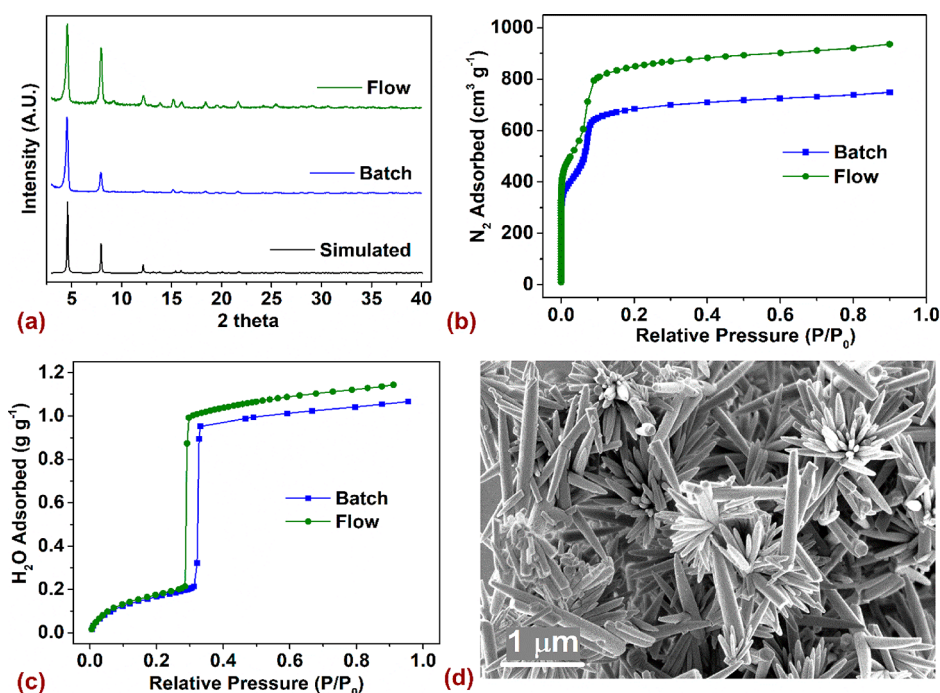 Intensity (A.U.)
Flow
Batch
Simulated
5 10 15 20 25 30 35 40
2 theta
(a)
N₂ Adsorbed (cm³ g⁻¹)
1000
800
600
400
200
0
Batch
Flow
0.0 0.2 0.4 0.6 0.8 1.0
Relative Pressure (P/P₀)
(b)
H₂O Adsorbed (g g⁻¹)
1.2
1.0
0.8
0.6
0.4
0.2
0.0
Batch
Flow
0.0 0.2 0.4 0.6 0.8 1.0
Relative Pressure (P/P₀)
(c)
1 μm
(d)